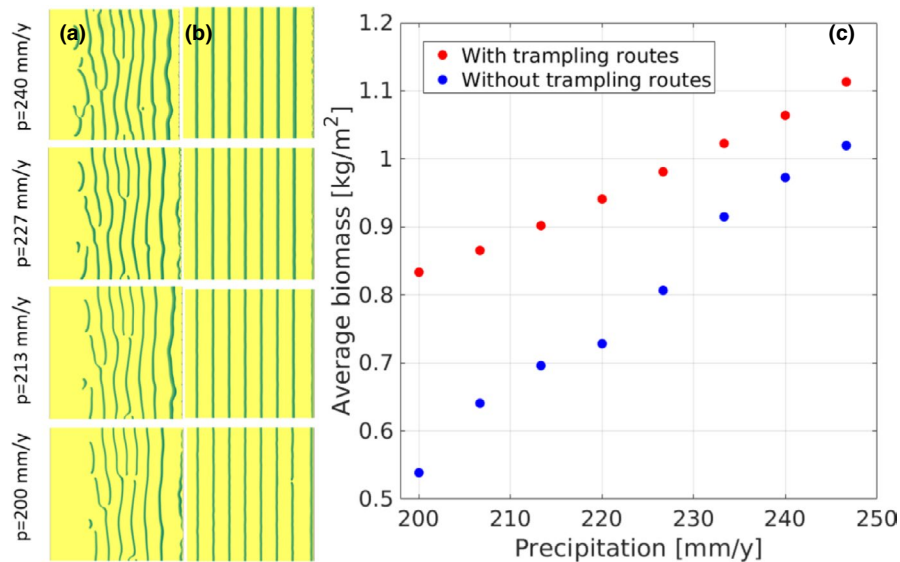 (a)
(b)
p=240 mm/y
p=227 mm/y
p=213 mm/y
p=200 mm/y
(c)
With trampling routes
Without trampling routes
Average biomass [kg/m²]
1.2
1.1
1
0.9
0.8
0.7
0.6
0.5
200 210 220 230 240 250
Precipitation [mm/y]